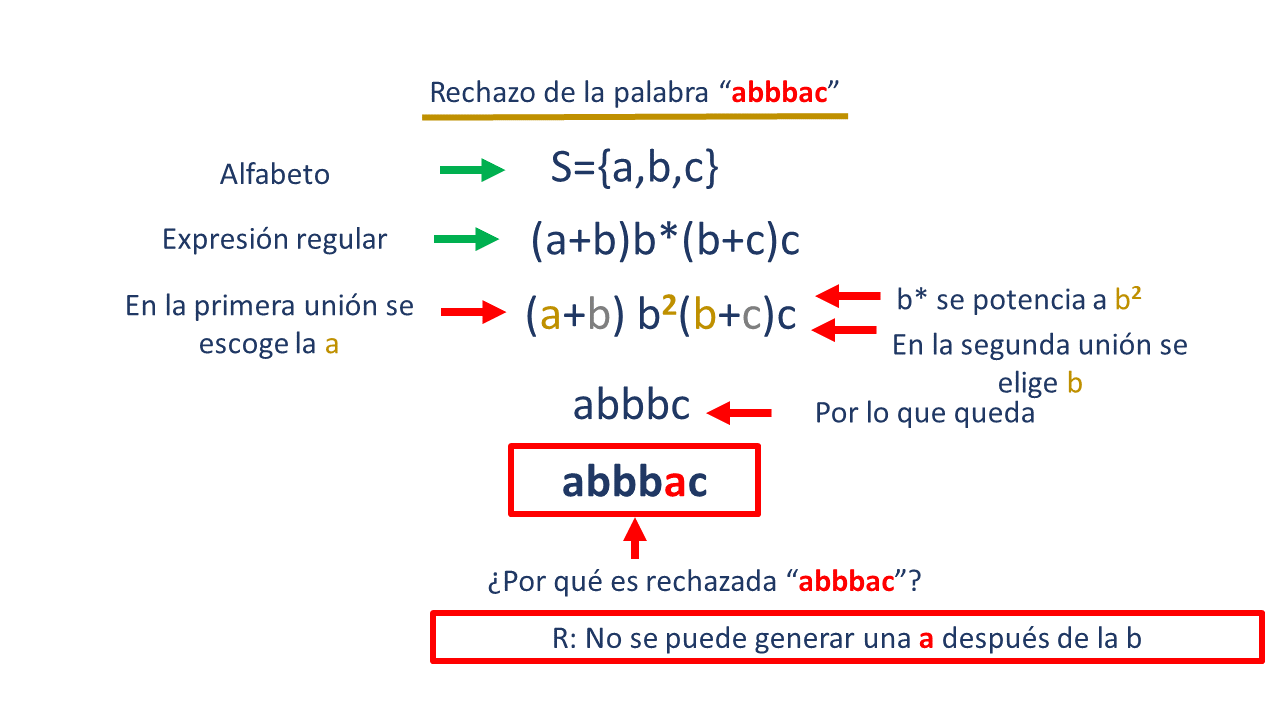 Rechazo de la palabra “abbbac”
Alfabeto
S={a,b,c}
Expresión regular
(a+b)b*(b+c)c
En la primera unión se
escoge la a
(a+b) b²(b+c)c
b* se potencia a b²
En la segunda unión se
elige b
abbbc
Por lo que queda
abbbac
¿Por qué es rechazada “abbbac”?
R: No se puede generar una a después de la b